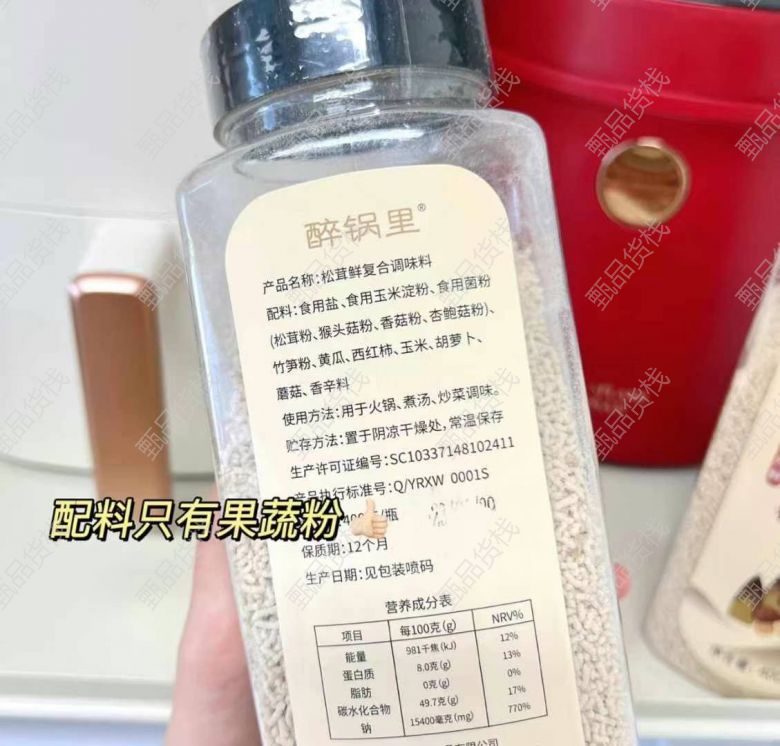 醉锅里®
产品名称:松茸鲜复合调味料
配料:食用盐、食用玉米淀粉、食用菌粉
(松茸粉、猴头菇粉、香菇粉、杏鲍菇粉)、
竹笋粉、黄瓜、西红柿、玉米、胡萝卜、
蘑菇、香辛料
使用方法:用于火锅、煮汤、炒菜调味。
贮存方法:置于阴凉干燥处,常温保存
生产许可证编号:SC10337148102411
产品执行标准号:Q/YRXW 0001S
/瓶
配料只有果蔬粉
保质期:12个月
生产日期:见包装喷码
营养成分表
项目 每100克(g) NRV%
能量 981千焦(kJ) 12%
蛋白质 8.0克(g) 13%
脂肪 0克(g) 0%
碳水化合物 49.7克(g) 17%
钠 15400毫克(mg) 770%
有限公司
甄品货栈